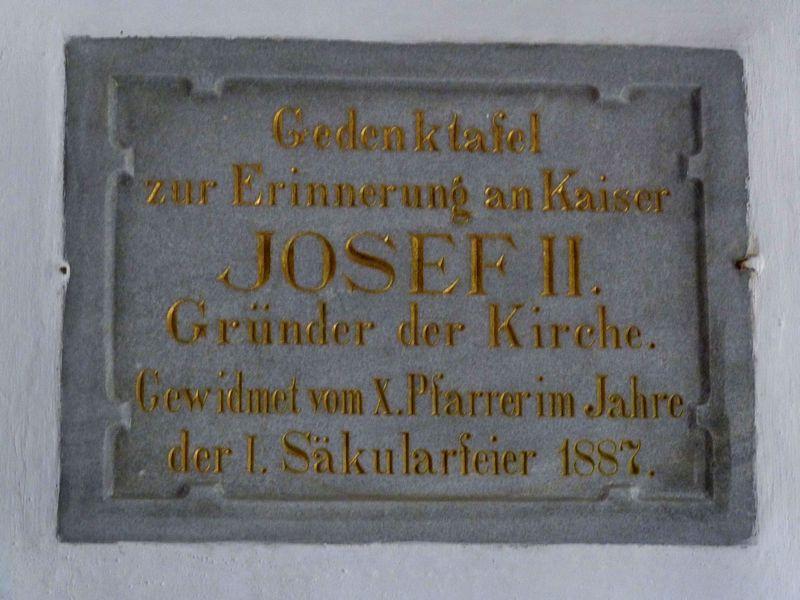 Gedenktafel
zur Erinnerung an Kaiser
JOSEF II.
Gründer der Kirche.
Gewidmet vom X. Pfarrer im Jahre
der I. Säkularfeier 1887.